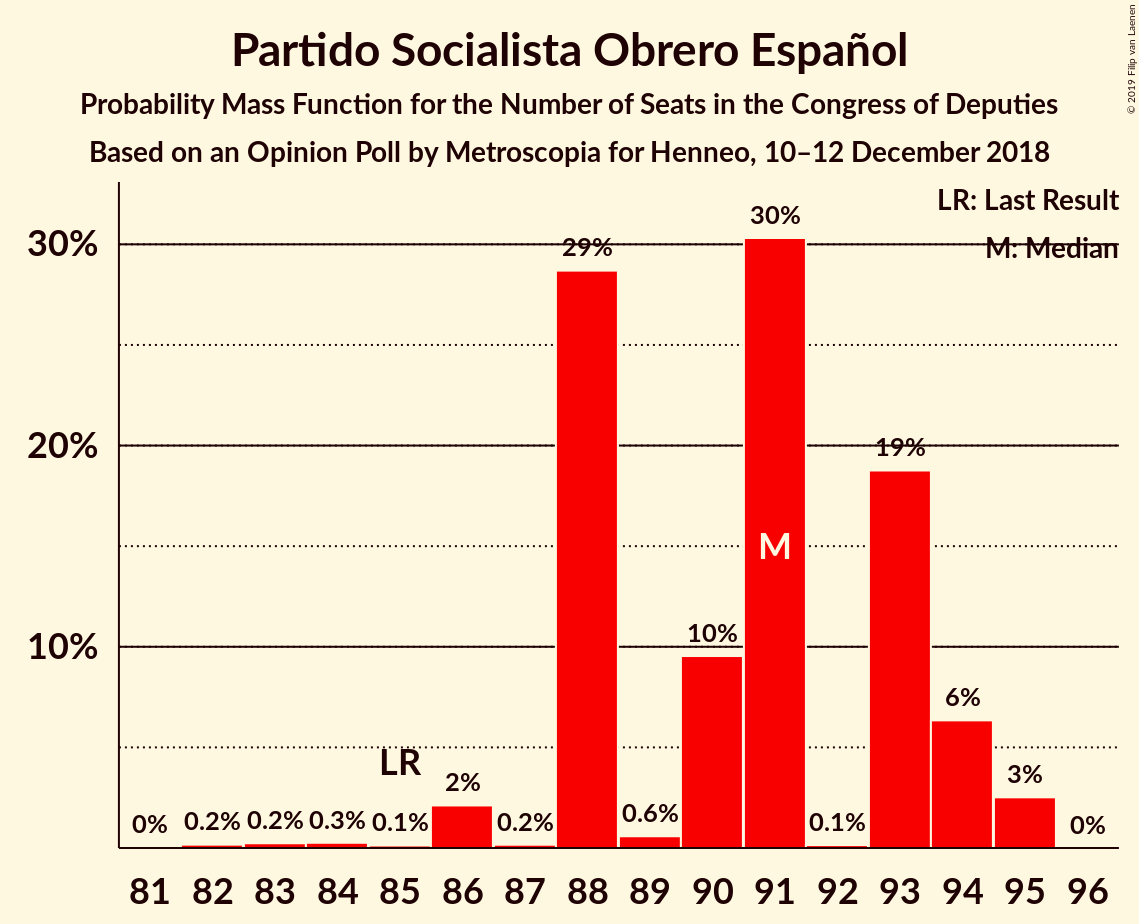 Partido Socialista Obrero Español
Probability Mass Function for the Number of Seats in the Congress of Deputies
Based on an Opinion Poll by Metroscopia for Henneo, 10–12 December 2018
© 2019 Filip van Laenen
LR: Last Result
M: Median
30%
20%
10%
0%
0.2%
0.2%
0.3%
0.1%
LR
2%
0.2%
29%
0.6%
10%
30%
M
0.1%
19%
6%
3%
0%
81 82 83 84 85 86 87 88 89 90 91 92 93 94 95 96